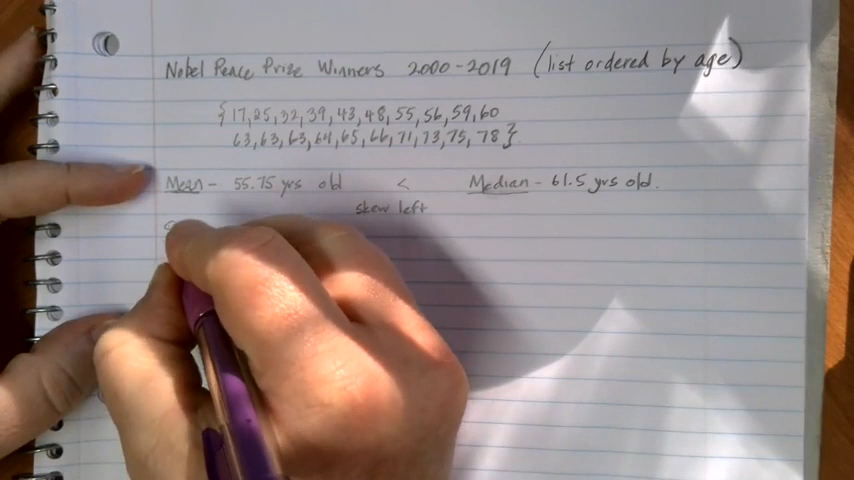 Nobel Peace Prize Winners 2000-2019 (list ordered by age)
{17,25,32,39,43,48,55,56,59,60
63,63,63,64,65,66,71,73,75,78}
Mean - 55.75 yrs old < Median - 61.5 yrs old.
skew left